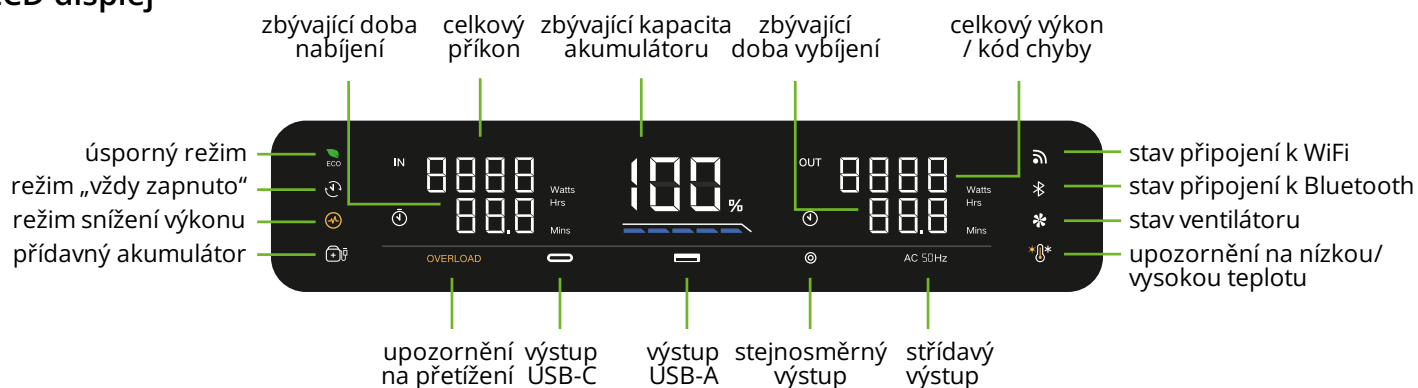 LCD displej
zbývající doba
nabíjení
celkový
příkon
zbývající kapacita
akumulátoru
zbývající
doba vybíjení
celkový výkon
/ kód chyby
úsporný režim
režim „vždy zapnuto“
režim snížení výkonu
přídavný akumulátor
ECO
IN
8888
Watts
Hrs
88.8
Mins
100
%
OUT
8888
Watts
Hrs
88.8
Mins
OVERLOAD
AC 50Hz
stav připojení k WiFi
stav připojení k Bluetooth
stav ventilátoru
upozornění na nízkou/
vysokou teplotu
upozornění
na přetížení
výstup
USB-C
výstup
USB-A
stejnosměrný
výstup
střídavý
výstup